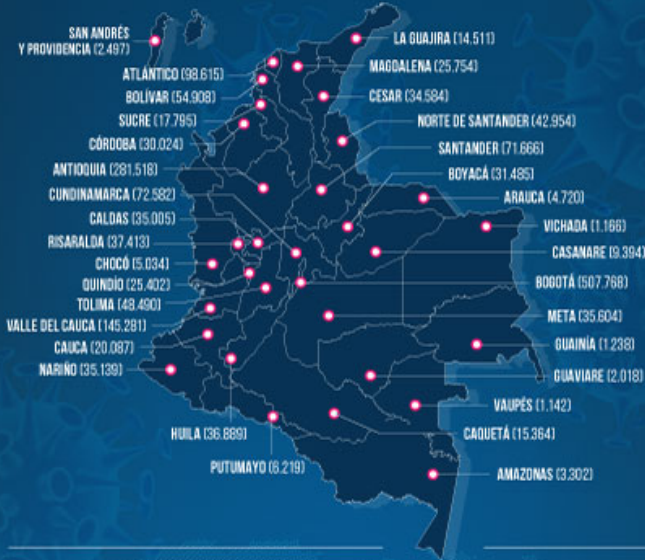 SAN ANDRÉS
Y PROVIDENCIA (2.497)
ATLÁNTICO (98.615)
BOLÍVAR (54.908)
SUCRE (17.795)
CÓRDOBA (30.024)
ANTIOQUIA (281.518)
CUNDINAMARCA (72.582)
CALDAS (35.005)
RISARALDA (37.413)
CHOCÓ (5.034)
QUINDÍO (25.402)
TOLIMA (48.490)
VALLE DEL CAUCA (145.281)
CAUCA (20.087)
NARIÑO (35.139)
HUILA (36.889)
PUTUMAYO (6.219)
LA GUAJIRA (14.511)
MAGDALENA (25.754)
CESAR (34.584)
NORTE DE SANTANDER (42.954)
SANTANDER (71.666)
BOYACÁ (31.485)
ARAUCA (4.720)
VICHADA (1.166)
CASANARE (9.394)
BOGOTÁ (507.768)
META (35.604)
GUAINÍA (1.238)
GUAVIARE (2.018)
VAUPÉS (1.142)
CAQUETÁ (15.364)
AMAZONAS (3.302)